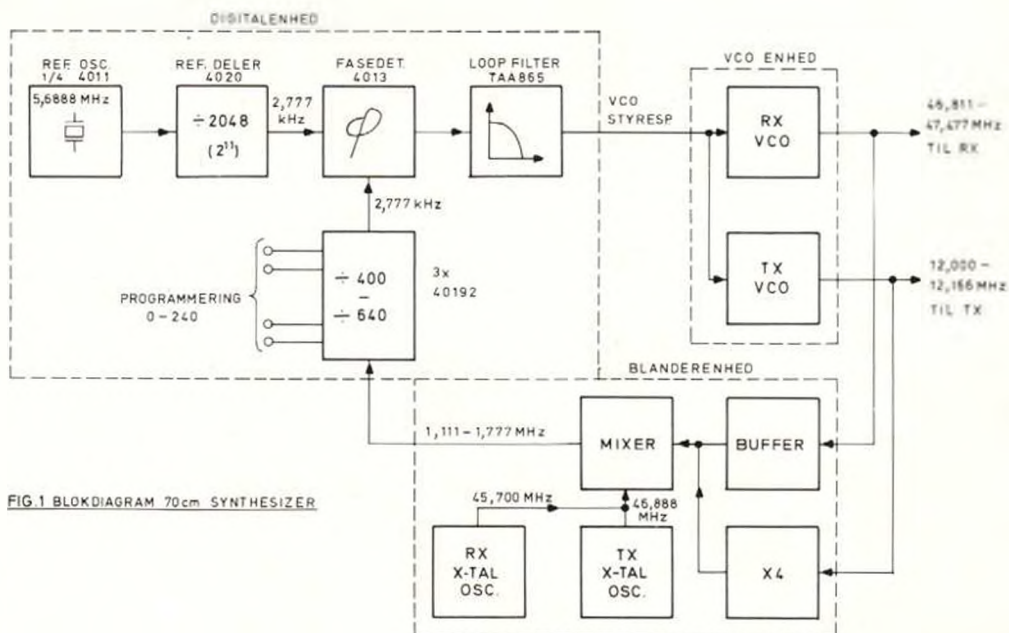 DIGITALENHED
REF. OSC.
1/4 4011
5,6888 MHz
REF. DELER
4020
÷ 2048
(2¹¹)
2,777
kHz
FASEDET.
4013
LOOP FILTER
TAA865
VCO
STYRESP.
VCO ENHED
RX
VCO
46,811–
47,477MHz
TIL RX
2,777 kHz
PROGRAMMERING
0–240
÷ 400
–
÷ 640
3x
40192
TX
VCO
12,000–
12,166MHz
TIL TX
BLANDERENHED
1,111–1,777 MHz
MIXER
BUFFER
FIG.1 BLOKDIAGRAM 70cm SYNTHESIZER
45,700 MHz
46,888
MHz
RX
X-TAL
OSC.
TX
X-TAL
OSC.
X4